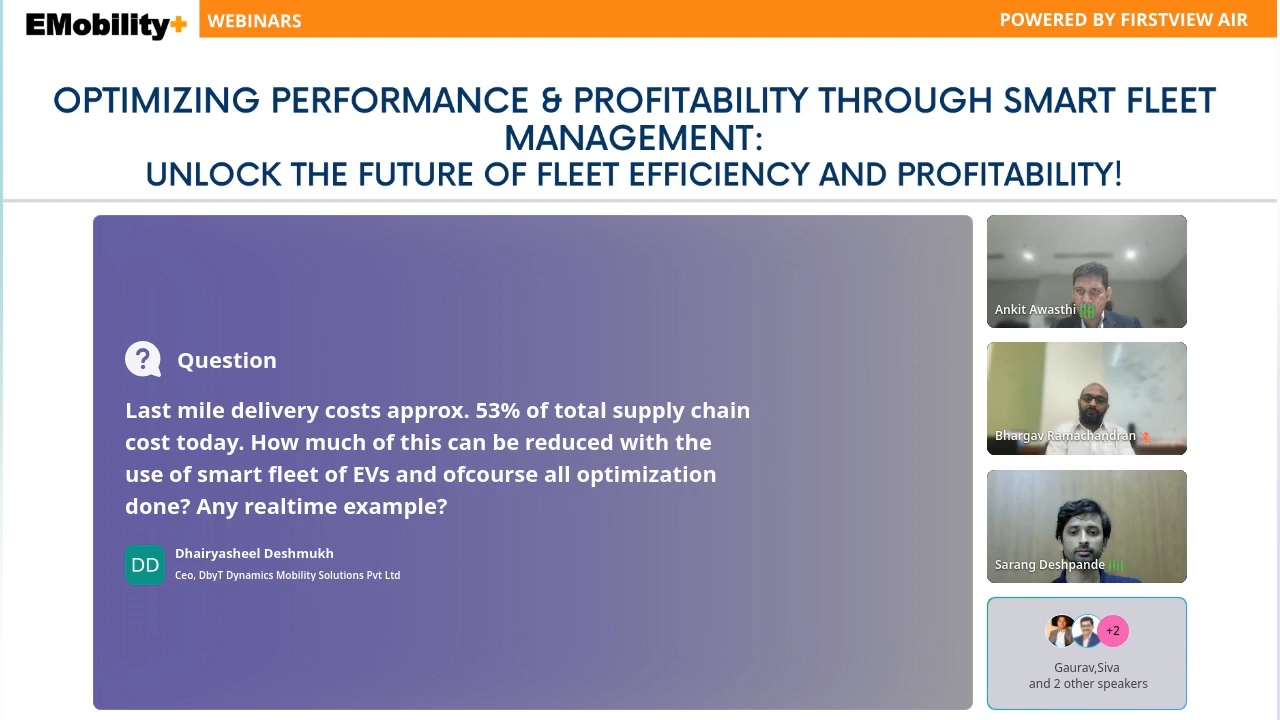 EMobility+
WEBINARS
POWERED BY FIRSTVIEW AIR
OPTIMIZING PERFORMANCE & PROFITABILITY THROUGH SMART FLEET
MANAGEMENT:
UNLOCK THE FUTURE OF FLEET EFFICIENCY AND PROFITABILITY!
? Question
Last mile delivery costs approx. 53% of total supply chain
cost today. How much of this can be reduced with the
use of smart fleet of EVs and ofcourse all optimization
done? Any realtime example?
DD
Dhairyasheel Deshmukh
Ceo, DbyT Dynamics Mobility Solutions Pvt Ltd
Ankit Awasthi
Bhargav Ramachandran
Sarang Deshpande
+2
Gaurav,Siva
and 2 other speakers